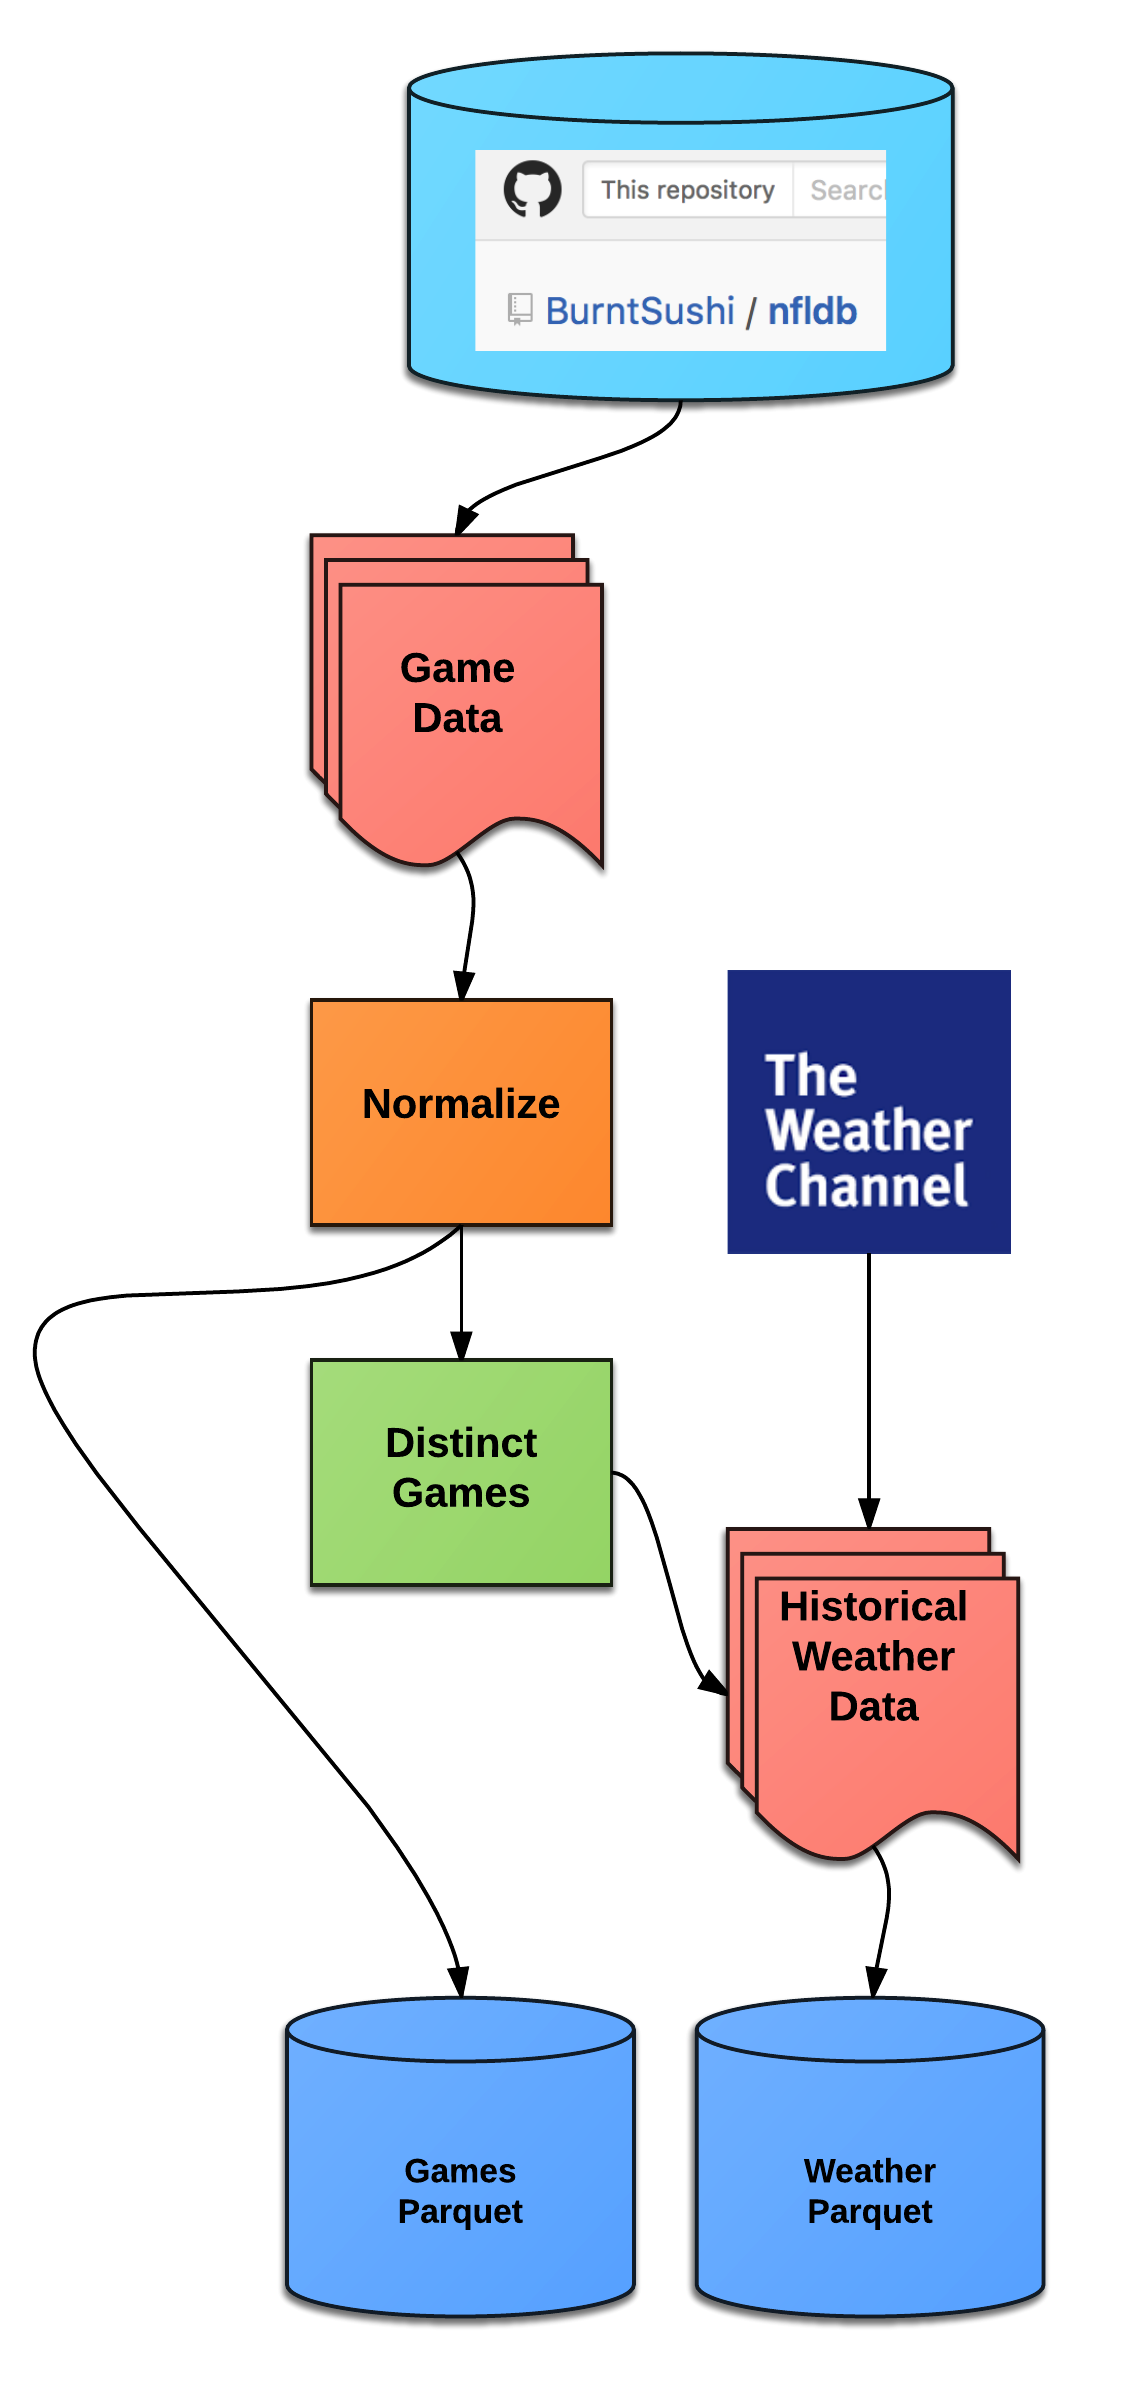 This repository
BurntSushi / nfldb
Game
Data
Normalize
The
Weather
Channel
Distinct
Games
Historical
Weather
Data
Games
Parquet
Weather
Parquet